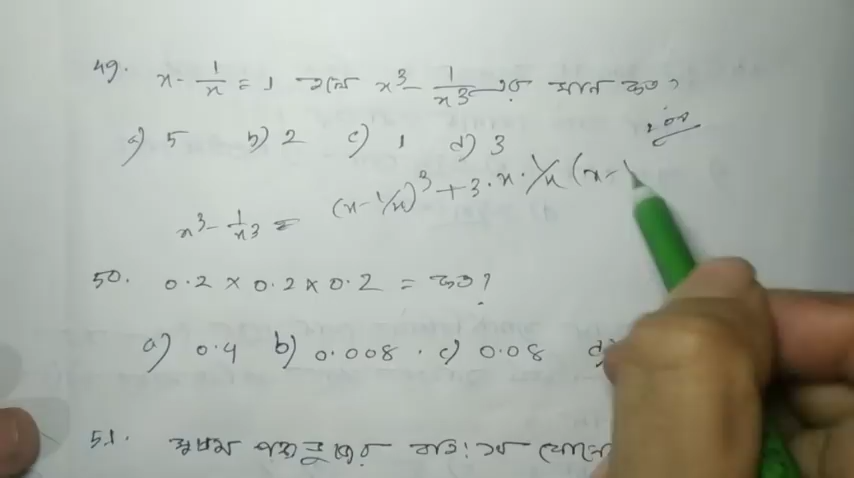 49. x - 1/x = 1 হলে x³ - 1/x³ এর মান কত?
a) 5 b) 2 c) 1 d) 3
x³ - 1/x³ = (x - 1/x)³ + 3·x·1/x (x -
50. 0.2 × 0.2 × 0.2 = কত?
a) 0.4 b) 0.008 · c) 0.08
51.